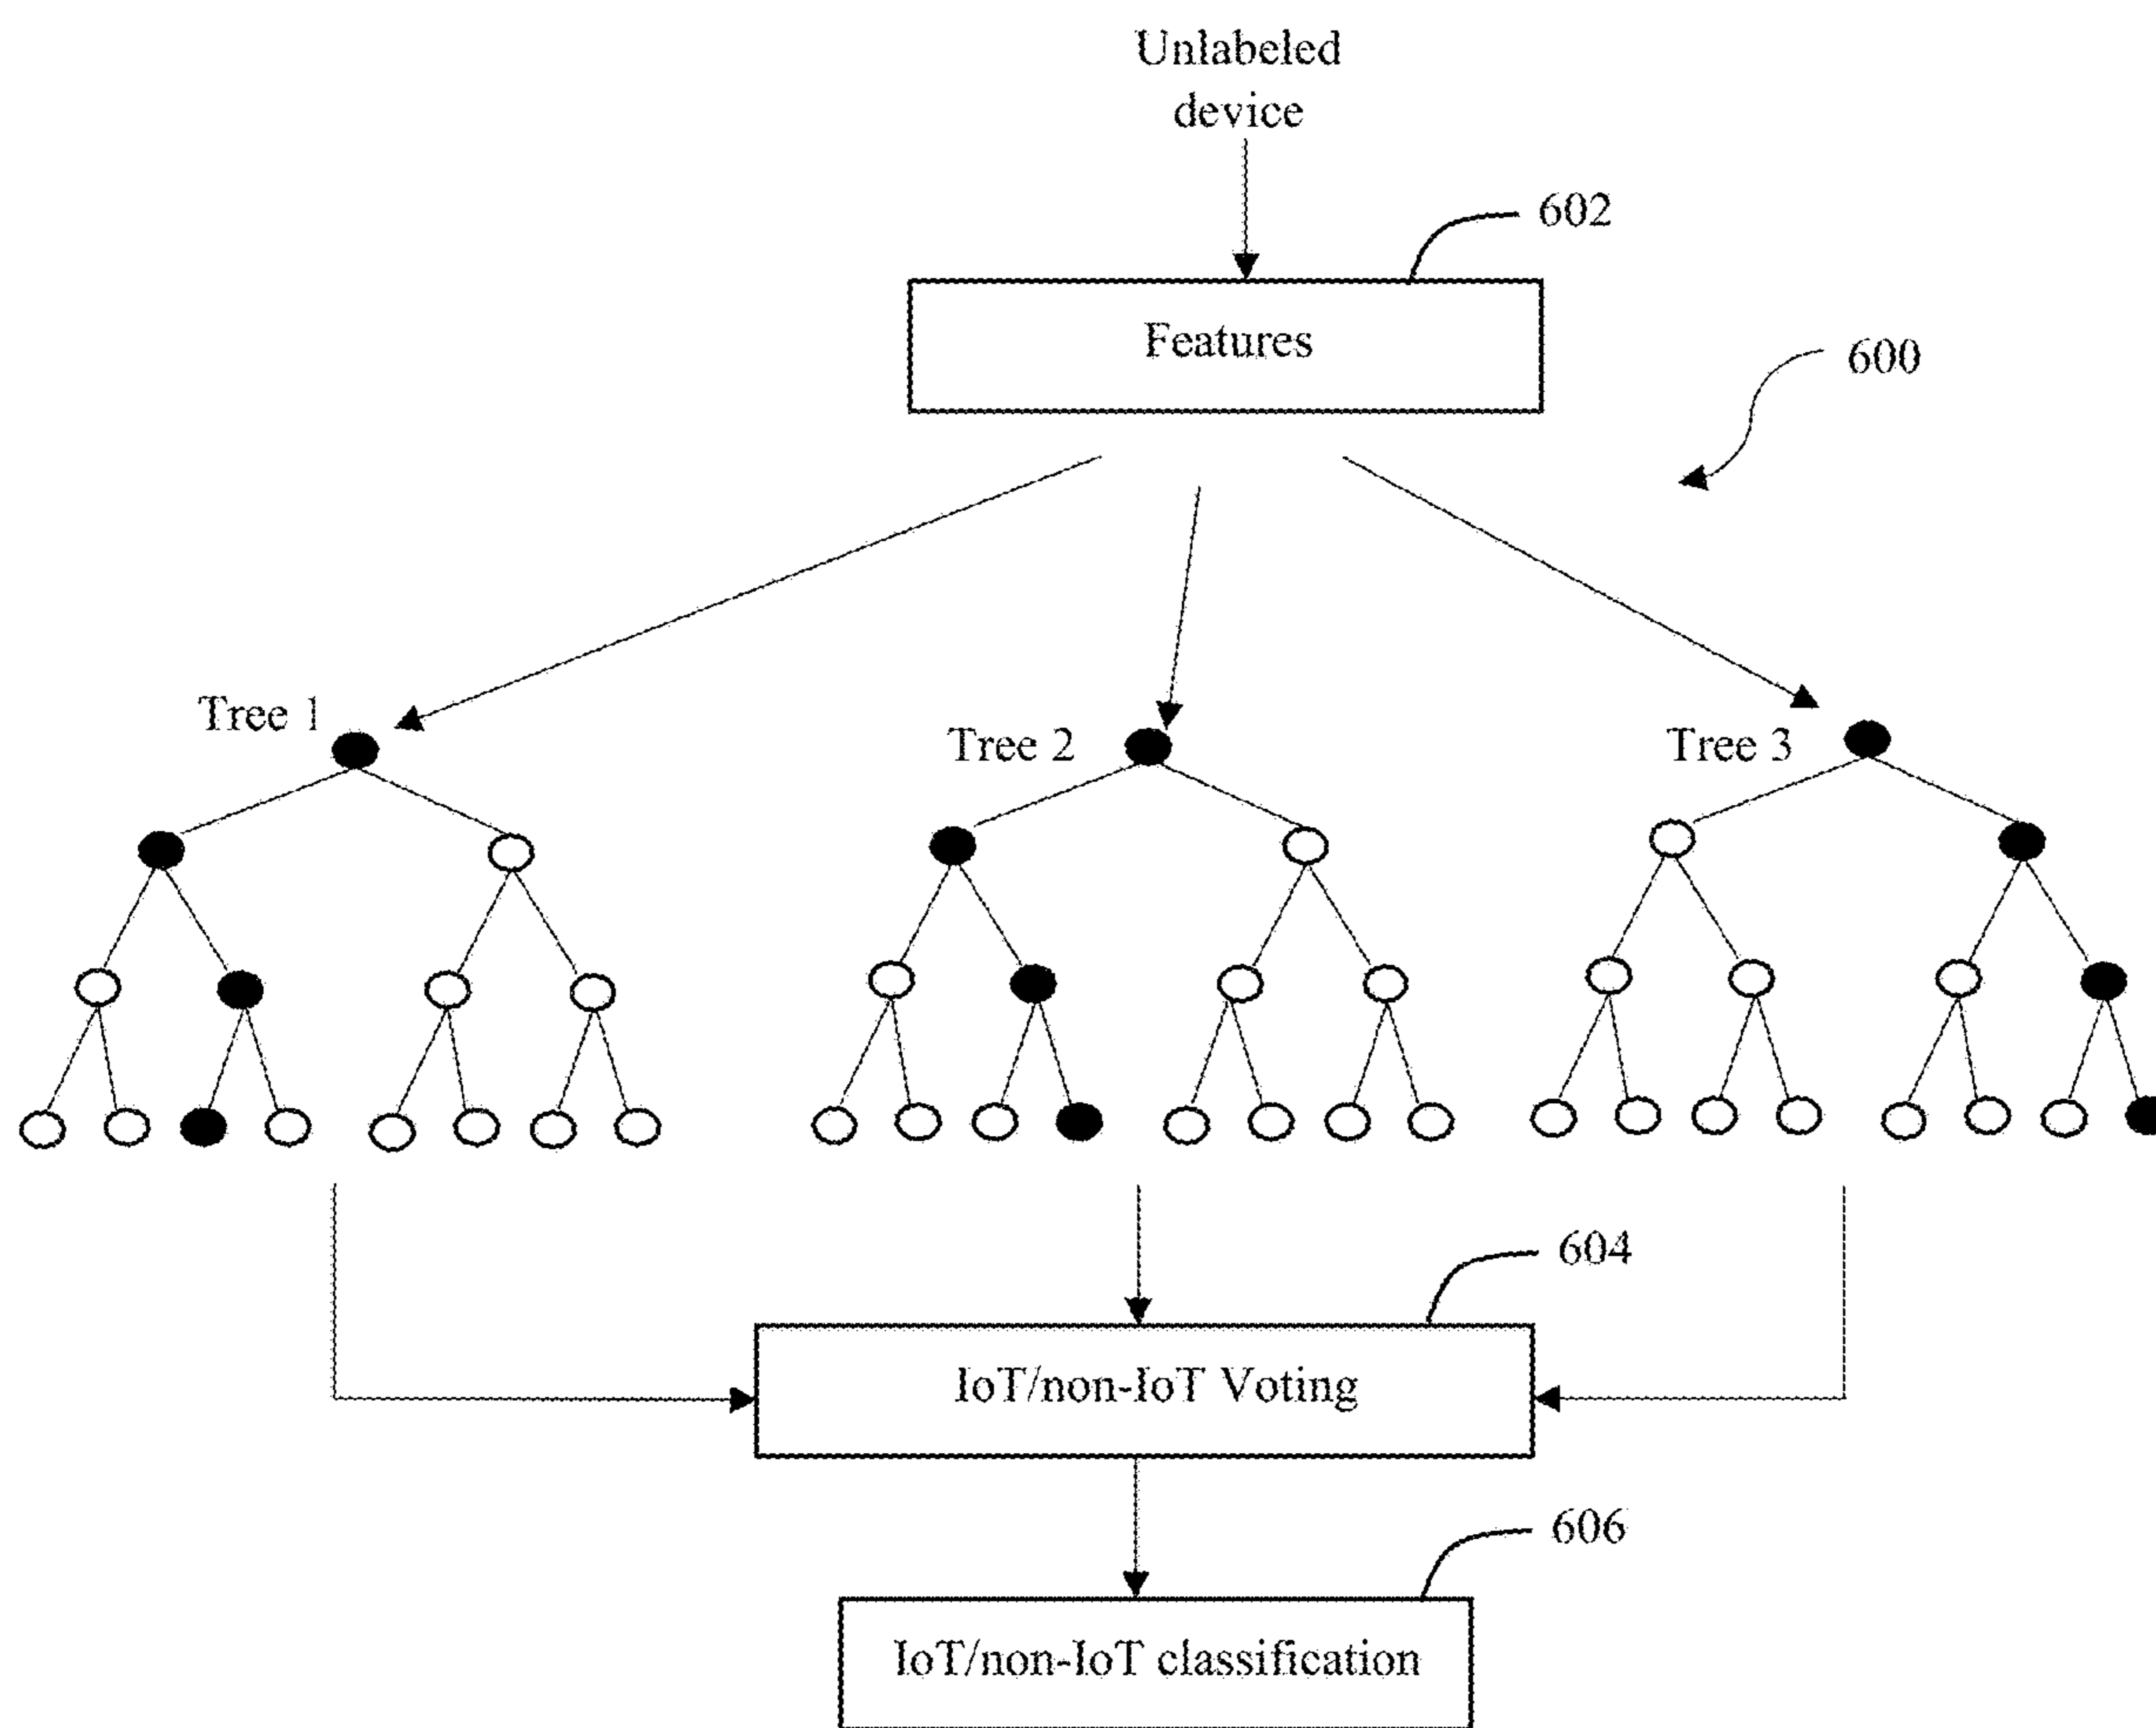 Unlabeled
device
602
Features
600
Tree 1
Tree 2
Tree 3
604
IoT/non-IoT Voting
606
IoT/non-IoT classification